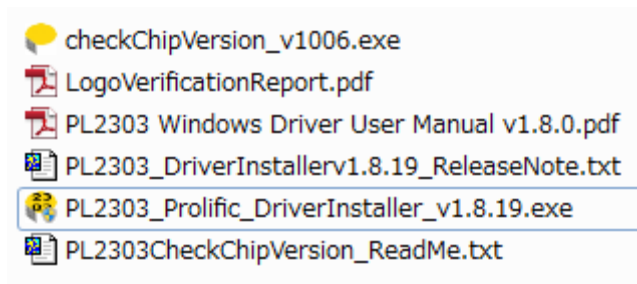 checkChipVersion_v1006.exe
LogoVerificationReport.pdf
PL2303 Windows Driver User Manual v1.8.0.pdf
PL2303_DriverInstallerv1.8.19_ReleaseNote.txt
PL2303_Prolific_DriverInstaller_v1.8.19.exe
PL2303CheckChipVersion_ReadMe.txt